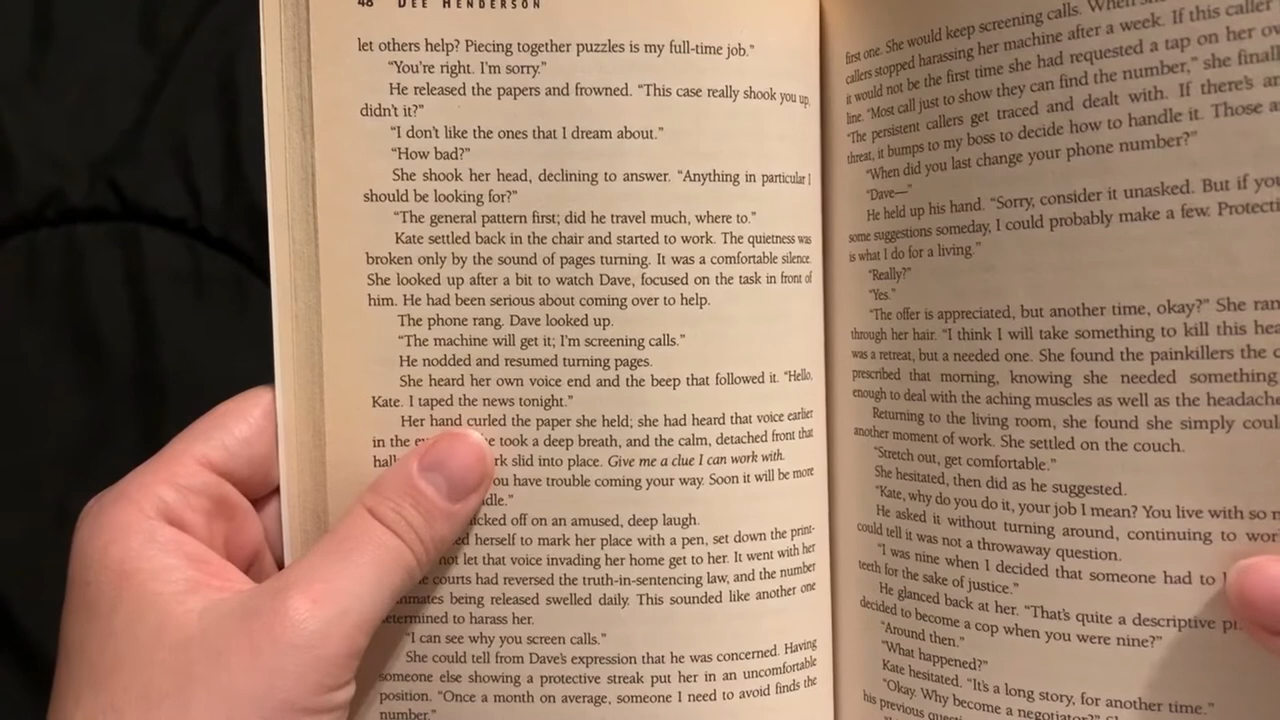 48 DEE HENDERSON
let others help? Piecing together puzzles is my full-time job."
"You're right. I'm sorry."
He released the papers and frowned. "This case really shook you up,
didn't it?"
"I don't like the ones that I dream about."
"How bad?"
She shook her head, declining to answer. "Anything in particular I
should be looking for?"
"The general pattern first; did he travel much, where to."
Kate settled back in the chair and started to work. The quietness was
broken only by the sound of pages turning. It was a comfortable silence.
She looked up after a bit to watch Dave, focused on the task in front of
him. He had been serious about coming over to help.
The phone rang. Dave looked up.
"The machine will get it; I'm screening calls."
He nodded and resumed turning pages.
She heard her own voice end and the beep that followed it. "Hello,
Kate. I taped the news tonight."
Her hand curled the paper she held; she had heard that voice earlier
in the took a deep breath, and the calm, detached front that
slid into place. Give me a clue I can work with.
you have trouble coming your way. Soon it will be more
off on an amused, deep laugh.
herself to mark her place with a pen, set down the print-
not let that voice invading her home get to her. It went with her
courts had reversed the truth-in-sentencing law, and the number
inmates being released swelled daily. This sounded like another one
determined to harass her.
"I can see why you screen calls."
She could tell from Dave's expression that he was concerned. Having
someone else showing a protective streak put her in an uncomfortable
position. "Once a month on average, someone I need to avoid finds the
number."
first one. She would keep screening calls. When
callers stopped harassing her machine after a week. If this caller
it would not be the first time she had requested a tap on her
line. "Most call just to show they can find the number," she
"The persistent callers get traced and dealt with. If there's
threat, it bumps to my boss to decide how to handle it. Those
"When did you last change your phone number?"
"Dave—"
He held up his hand. "Sorry, consider it unasked. But if you
some suggestions someday, I could probably make a few.
is what I do for a living."
"Really?"
"Yes."
"The offer is appreciated, but another time, okay?" She
through her hair. "I think I will take something to kill this
was a retreat, but a needed one. She found the painkillers the
prescribed that morning, knowing she needed something
enough to deal with the aching muscles as well as the headache
Returning to the living room, she found she simply
another moment of work. She settled on the couch.
"Stretch out, get comfortable."
She hesitated, then did as he suggested.
"Kate, why do you do it, your job I mean? You live with so
He asked it without turning around, continuing to
could tell it was not a throwaway question.
"I was nine when I decided that someone had to
teeth for the sake of justice."
He glanced back at her. "That's quite a descriptive
decided to become a cop when you were nine?"
"Around then."
"What happened?"
Kate hesitated. "It's a long story, for another time."
"Okay. Why become a negotiator?"
his previous